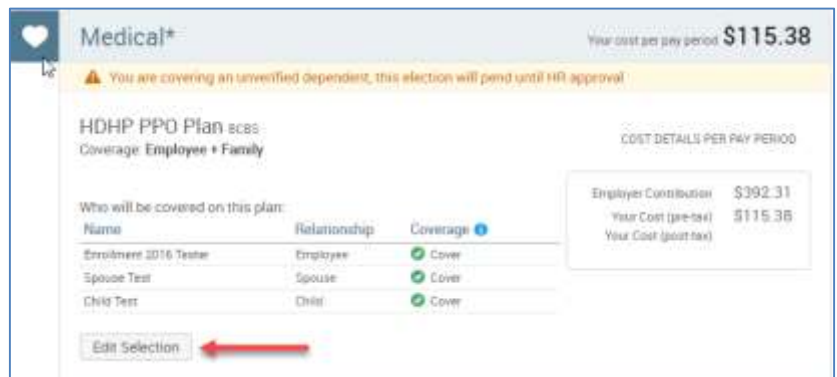 Medical*
Your cost per pay period $115.38
You are covering an unverified dependent, this election will pend until HR approval
HDHP PPO Plan BCBS
Coverage: Employee + Family
COST DETAILS PER PAY PERIOD
Employer Contribution $392.31
Your Cost (pre-tax) $115.38
Your Cost (post-tax)
Who will be covered on this plan:
Name Relationship Coverage
Enrollment 2016 Tester Employee Cover
Spouse Test Spouse Cover
Child Test Child Cover
Edit Selection